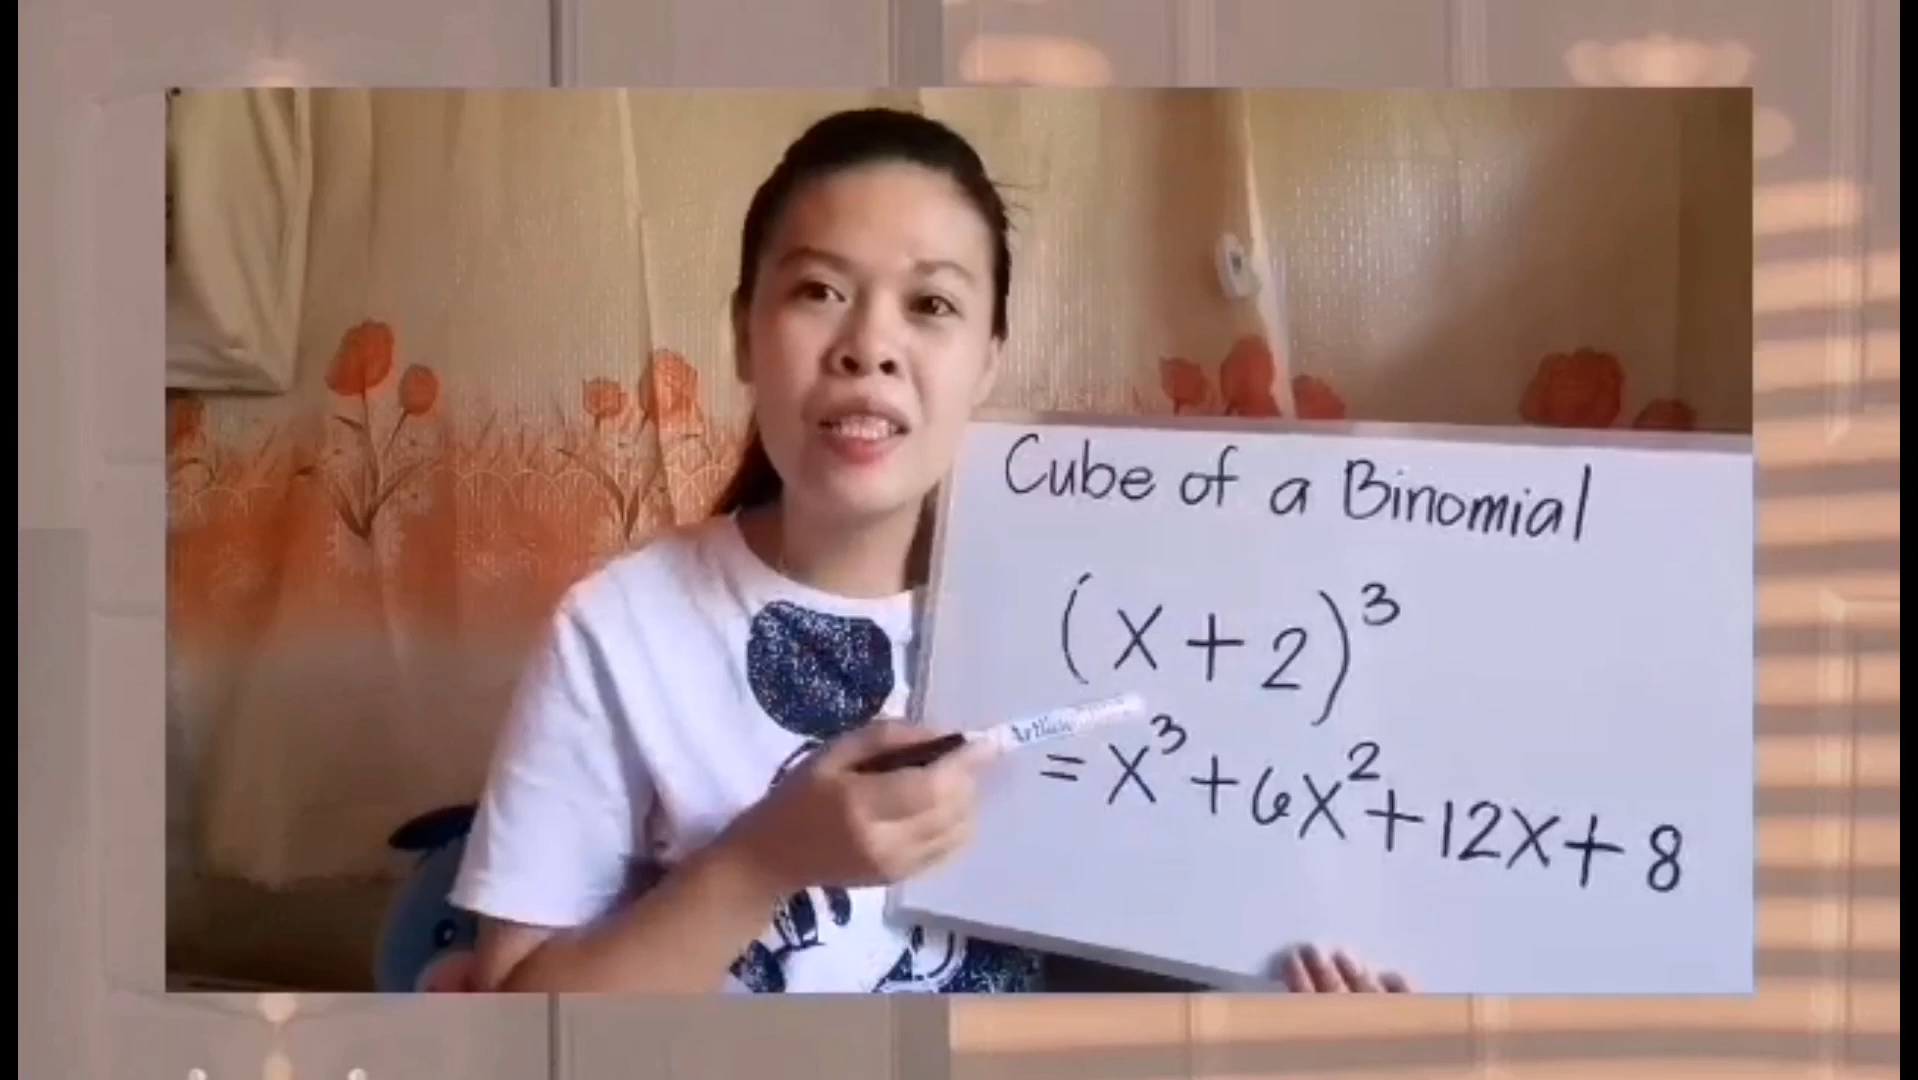 Cube of a Binomial
(x+2)³
=x³+6x²+12x+8